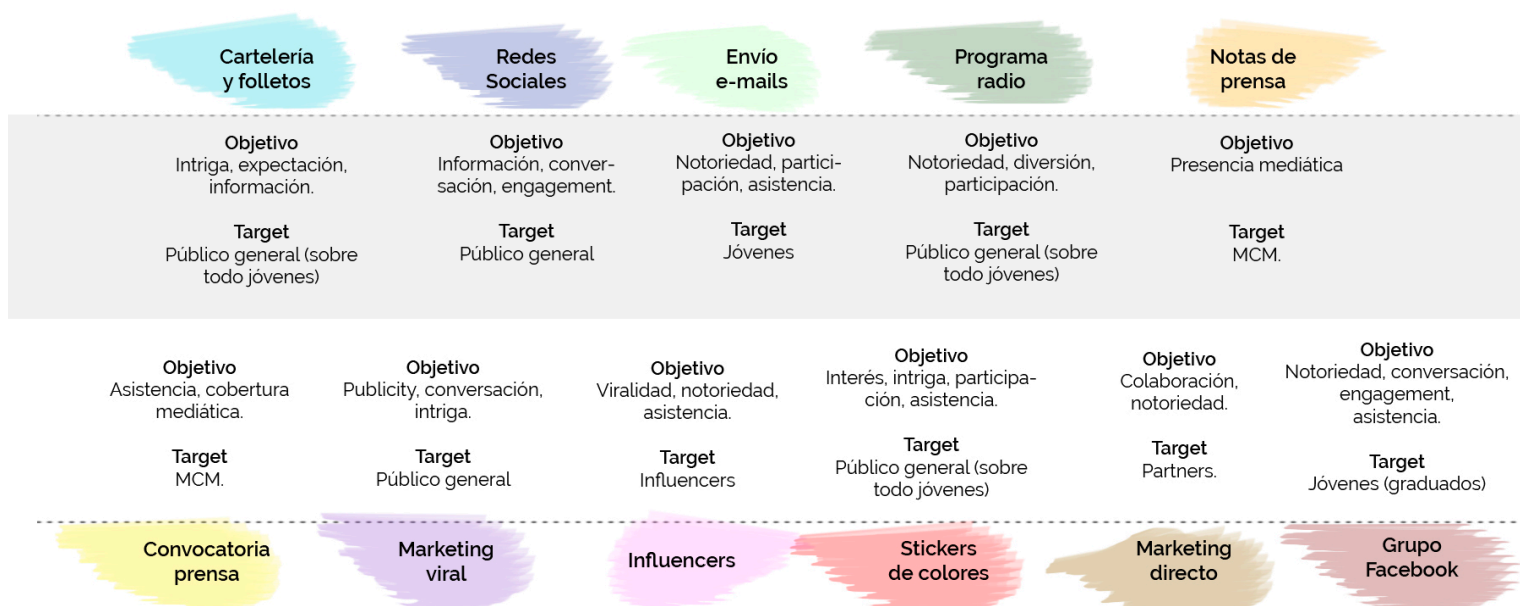 Cartelería
y folletos
Redes
Sociales
Envío
e-mails
Programa
radio
Notas de
prensa
Objetivo
Intriga, expectación,
información.
Target
Público general (sobre
todo jóvenes)
Objetivo
Información, conver-
sación, engagement.
Target
Público general
Objetivo
Notoriedad, partici-
pación, asistencia.
Target
Jóvenes
Objetivo
Notoriedad, diversión,
participación.
Target
Público general (sobre
todo jóvenes)
Objetivo
Presencia mediática
Target
MCM.
Objetivo
Asistencia, cobertura
mediática.
Target
MCM.
Objetivo
Publicity, conversación,
intriga.
Target
Público general
Objetivo
Viralidad, notoriedad,
asistencia.
Target
Influencers
Objetivo
Interés, intriga, participa-
ción, asistencia.
Target
Público general (sobre
todo jóvenes)
Objetivo
Colaboración,
notoriedad.
Target
Partners.
Objetivo
Notoriedad, conversación,
engagement,
asistencia.
Target
Jóvenes (graduados)
Convocatoria
prensa
Marketing
viral
Influencers
Stickers
de colores
Marketing
directo
Grupo
Facebook